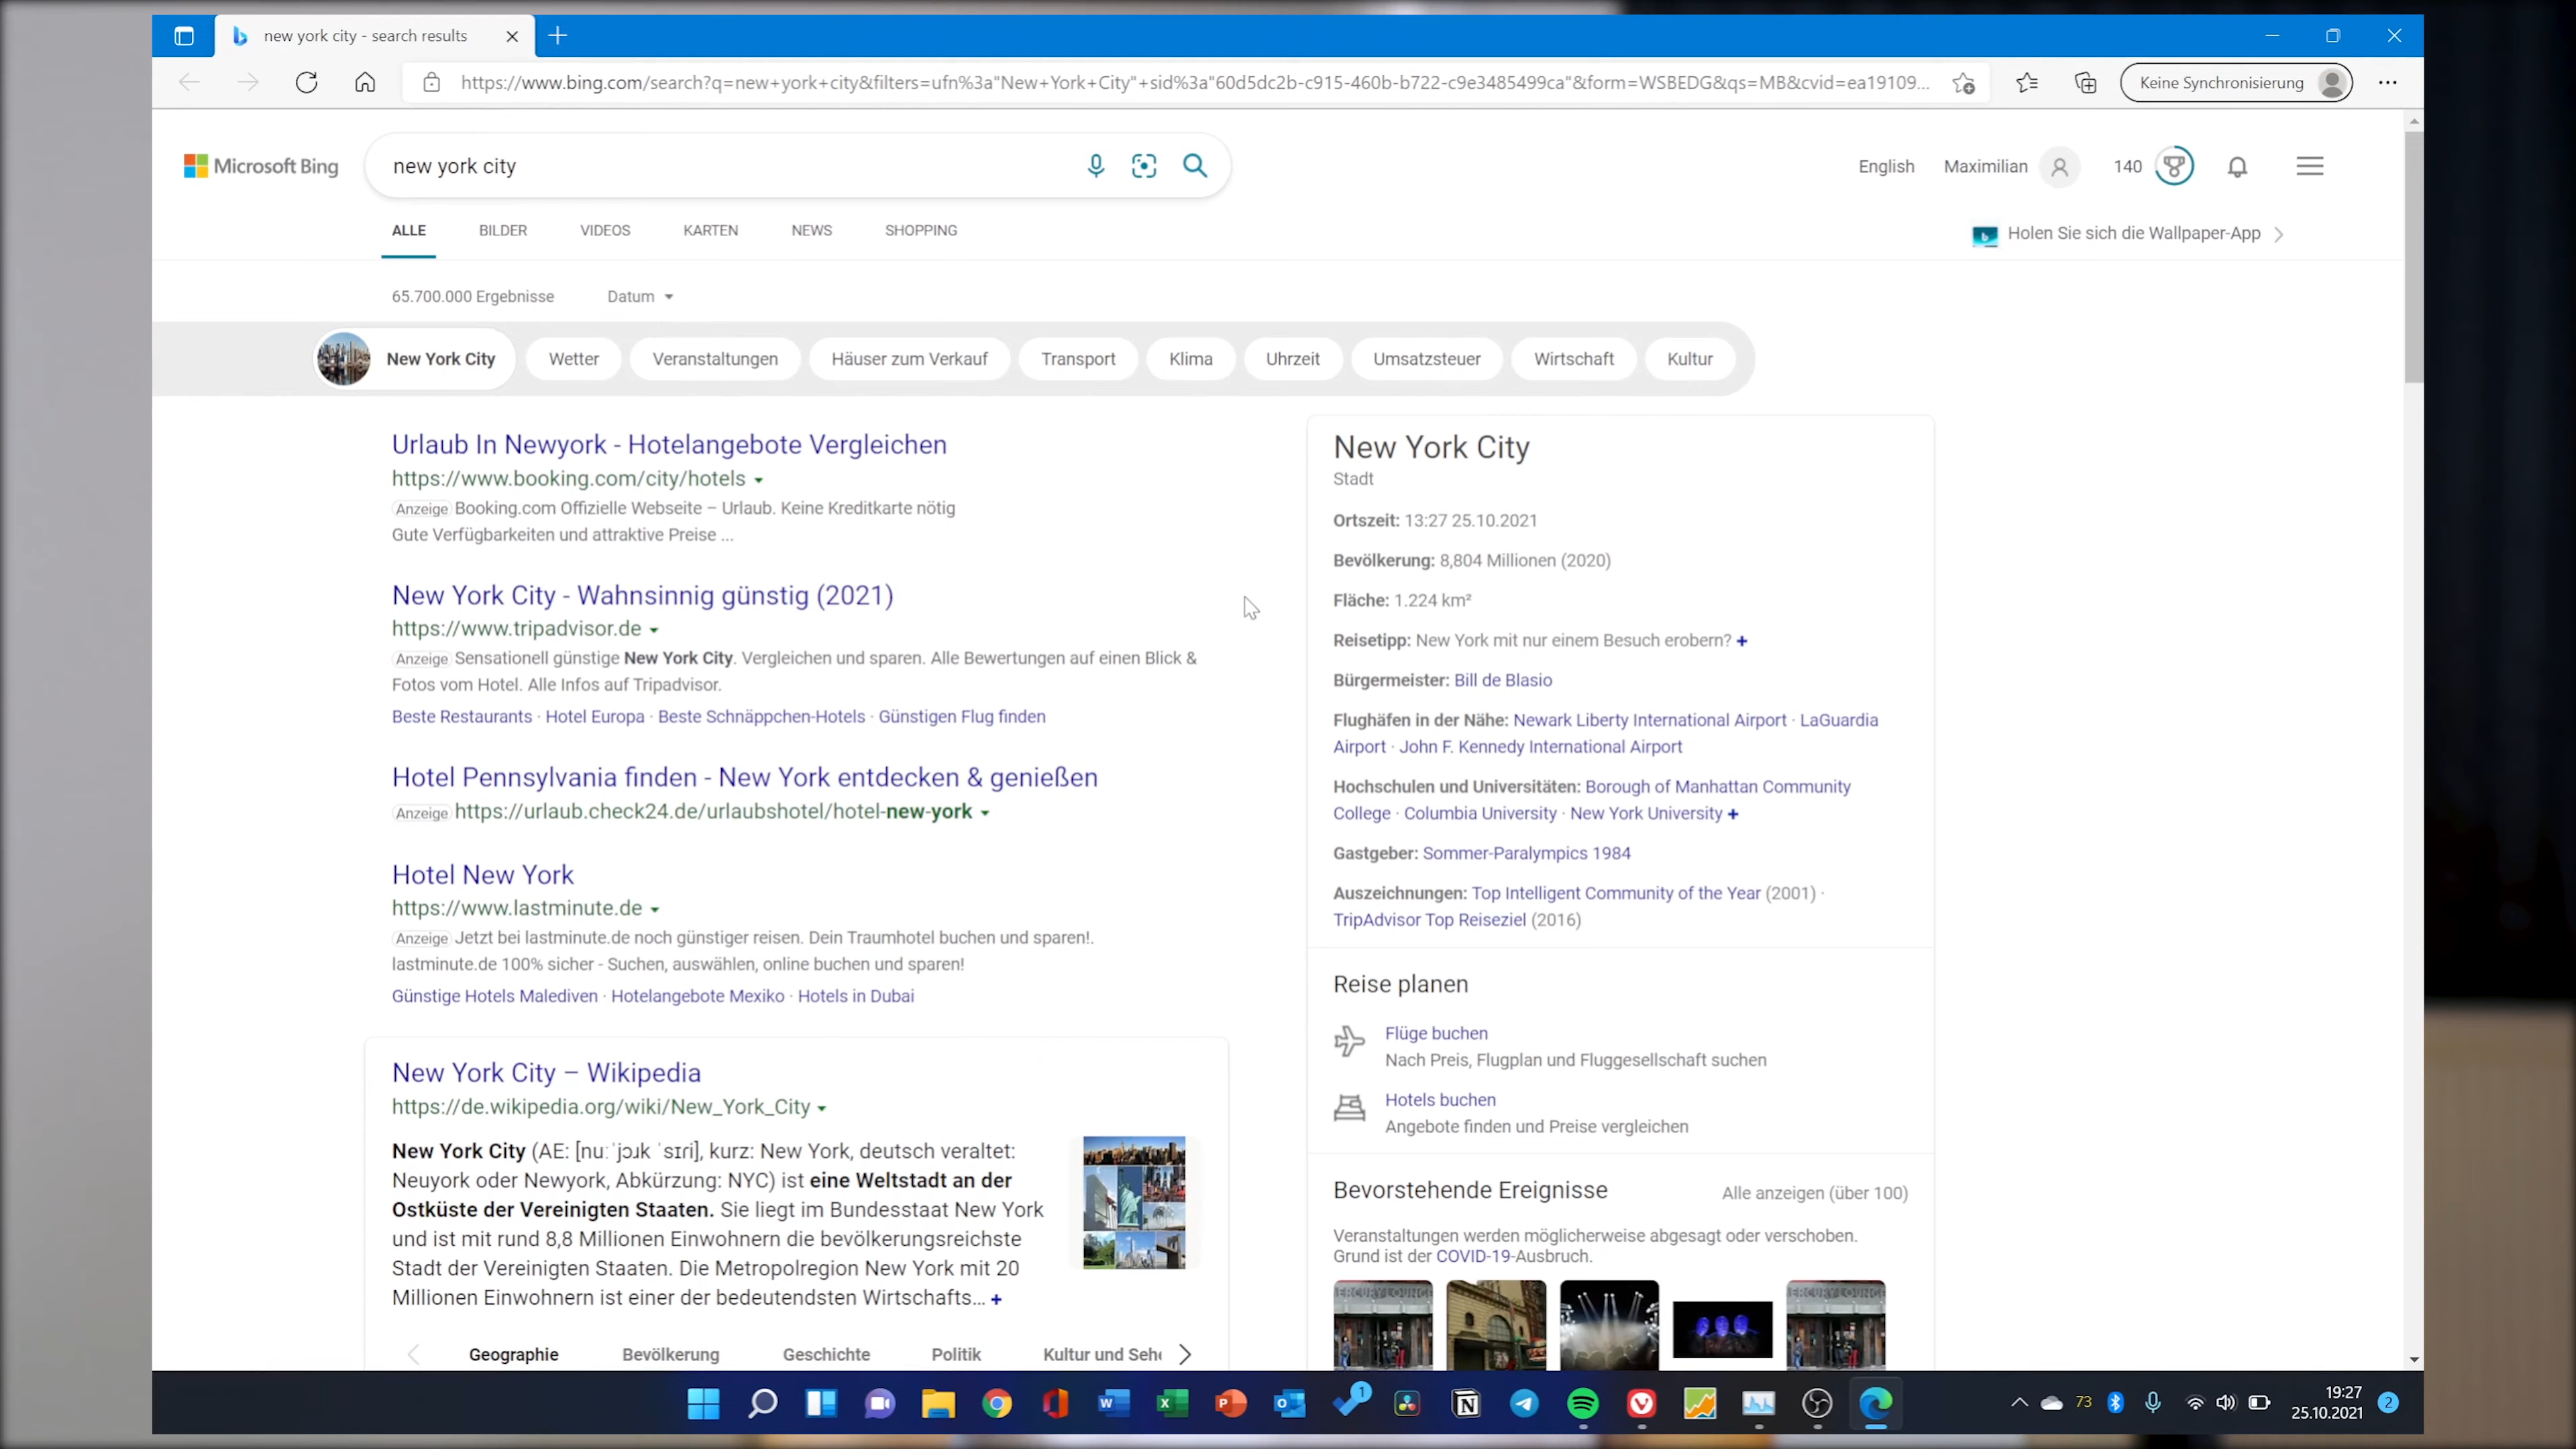 new york city - search results
https://www.bing.com/search?q=new+york+city&filters=ufn%3a"New+York+City"+sid%3a"60d5dc2b-c915-460b-b722-c9e3485499ca"&form=WSBEDG&qs=MB&cvid=ea19109...
Keine Synchronisierung
Microsoft Bing
new york city
English
Maximilian
140
ALLE
BILDER
VIDEOS
KARTEN
NEWS
SHOPPING
Holen Sie sich die Wallpaper-App
65.700.000 Ergebnisse
Datum
New York City
Wetter
Veranstaltungen
Häuser zum Verkauf
Transport
Klima
Uhrzeit
Umsatzsteuer
Wirtschaft
Kultur
Urlaub In Newyork - Hotelangebote Vergleichen
https://www.booking.com/city/hotels
Anzeige Booking.com Offizielle Webseite – Urlaub. Keine Kreditkarte nötig
Gute Verfügbarkeiten und attraktive Preise ...
New York City - Wahnsinnig günstig (2021)
https://www.tripadvisor.de
Anzeige Sensationell günstige New York City. Vergleichen und sparen. Alle Bewertungen auf einen Blick &
Fotos vom Hotel. Alle Infos auf Tripadvisor.
Beste Restaurants · Hotel Europa · Beste Schnäppchen-Hotels · Günstigen Flug finden
Hotel Pennsylvania finden - New York entdecken & genießen
Anzeige https://urlaub.check24.de/urlaubshotel/hotel-new-york
Hotel New York
https://www.lastminute.de
Anzeige Jetzt bei lastminute.de noch günstiger reisen. Dein Traumhotel buchen und sparen!.
lastminute.de 100% sicher - Suchen, auswählen, online buchen und sparen!
Günstige Hotels Malediven · Hotelangebote Mexiko · Hotels in Dubai
New York City – Wikipedia
https://de.wikipedia.org/wiki/New_York_City
New York City (AE: [nuː ˈjɔɹk ˈsɪɾi], kurz: New York, deutsch veraltet:
Neuyork oder Newyork, Abkürzung: NYC) ist eine Weltstadt an der
Ostküste der Vereinigten Staaten. Sie liegt im Bundesstaat New York
und ist mit rund 8,8 Millionen Einwohnern die bevölkerungsreichste
Stadt der Vereinigten Staaten. Die Metropolregion New York mit 20
Millionen Einwohnern ist einer der bedeutendsten Wirtschafts... +
Geographie
Bevölkerung
Geschichte
Politik
Kultur und Sehe
New York City
Stadt
Ortszeit: 13:27 25.10.2021
Bevölkerung: 8,804 Millionen (2020)
Fläche: 1.224 km²
Reisetipp: New York mit nur einem Besuch erobern? +
Bürgermeister: Bill de Blasio
Flughäfen in der Nähe: Newark Liberty International Airport · LaGuardia
Airport · John F. Kennedy International Airport
Hochschulen und Universitäten: Borough of Manhattan Community
College · Columbia University · New York University +
Gastgeber: Sommer-Paralympics 1984
Auszeichnungen: Top Intelligent Community of the Year (2001) ·
TripAdvisor Top Reiseziel (2016)
Reise planen
Flüge buchen
Nach Preis, Flugplan und Fluggesellschaft suchen
Hotels buchen
Angebote finden und Preise vergleichen
Bevorstehende Ereignisse
Alle anzeigen (über 100)
Veranstaltungen werden möglicherweise abgesagt oder verschoben.
Grund ist der COVID-19-Ausbruch.
1
73
19:27
25.10.2021
2